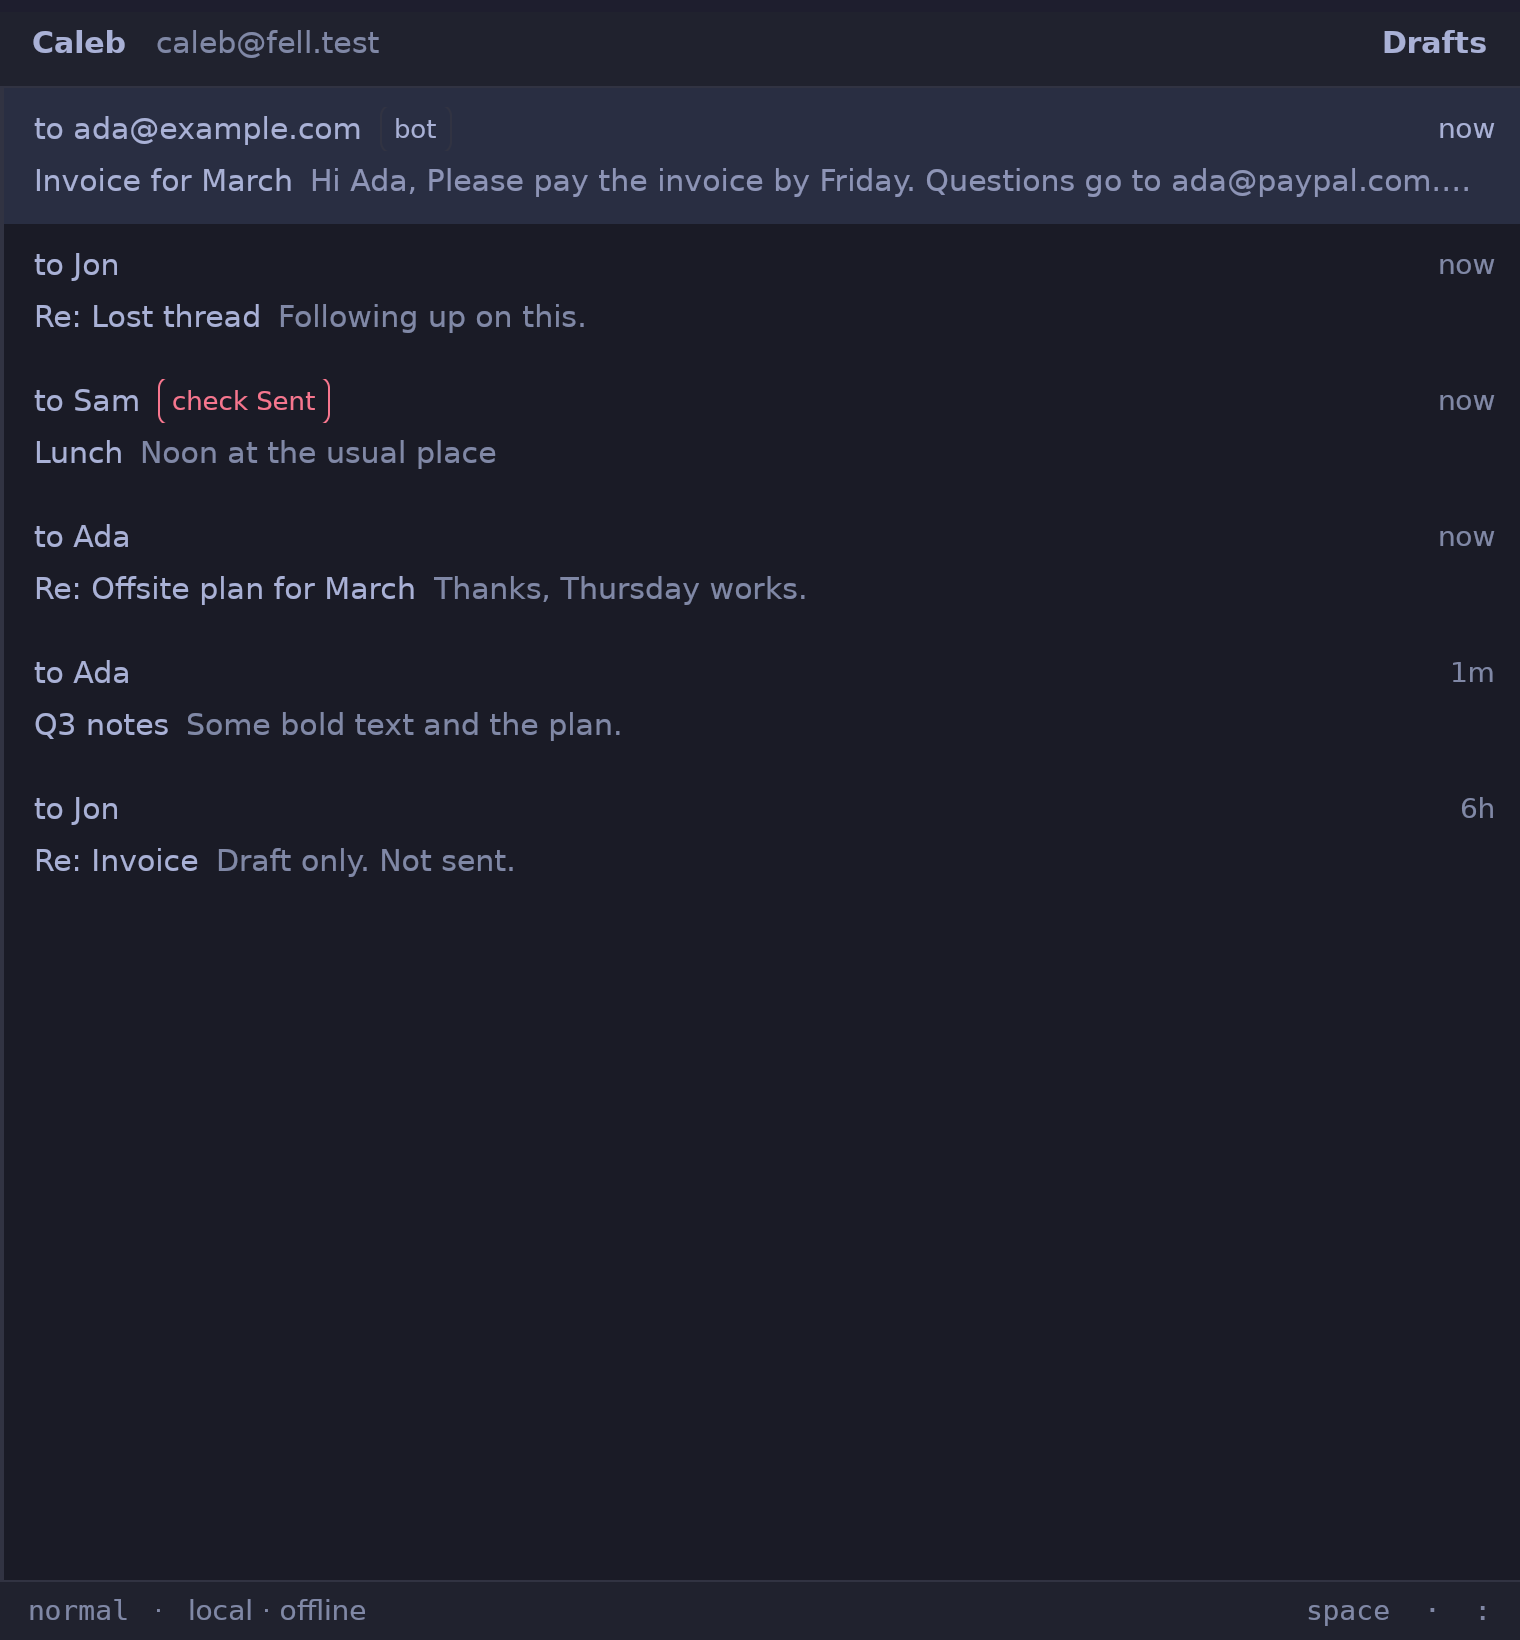 Caleb caleb@fell.test Drafts
to ada@example.com bot now
Invoice for March Hi Ada, Please pay the invoice by Friday. Questions go to ada@paypal.com....
to Jon now
Re: Lost thread Following up on this.
to Sam check Sent now
Lunch Noon at the usual place
to Ada now
Re: Offsite plan for March Thanks, Thursday works.
to Ada 1m
Q3 notes Some bold text and the plan.
to Jon 6h
Re: Invoice Draft only. Not sent.
normal · local · offline space · :